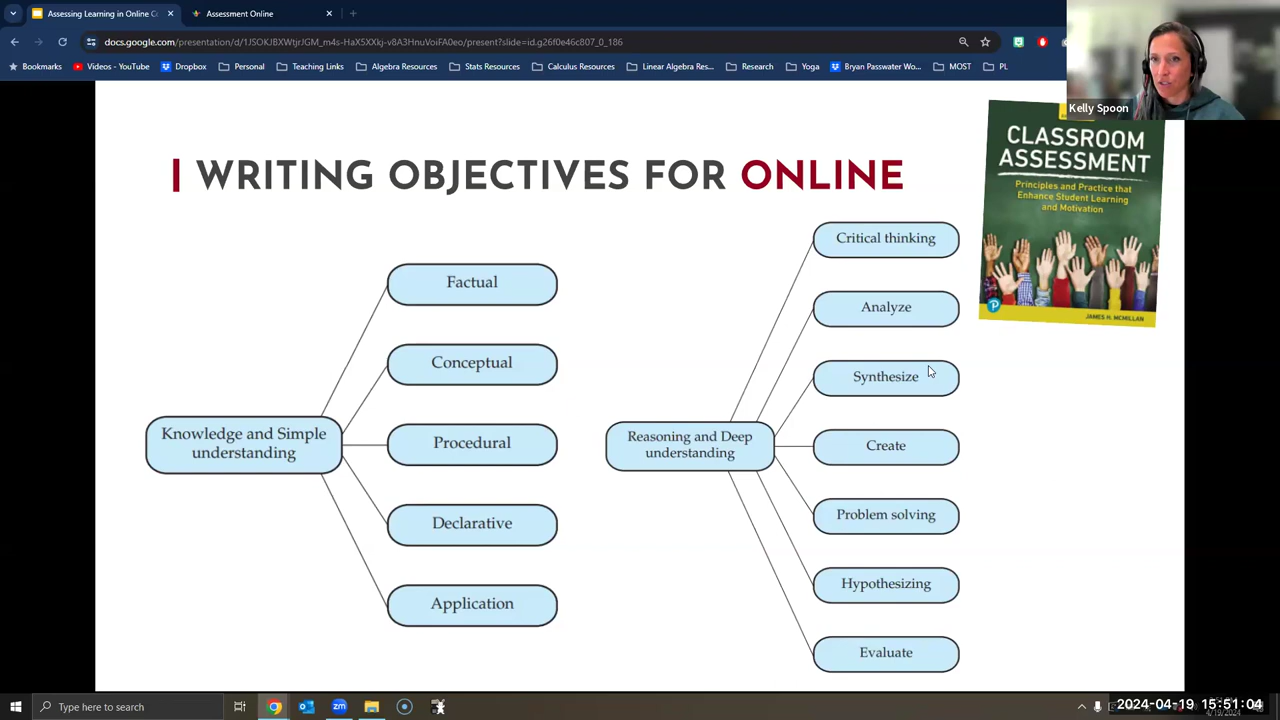 Assessing Learning in Online C
Assessment Online
docs.google.com/presentation/d/1JSOKJBXWtjrJGM_m4s-HaX5Dkj-v8A3HnuVoiFA0eo/present?slide=id.g26f0e46c807_0_186
Bookmarks
Videos - YouTube
Dropbox
Personal
Teaching Links
Algebra Resources
Stats Resources
Calculus Resources
Linear Algebra Res...
Research
Yoga
Bryan Passwater Wo...
MOST
PL
Kelly Spoon
WRITING OBJECTIVES FOR ONLINE
CLASSROOM
ASSESSMENT
Principles and Practice that
Enhance Student Learning
and Motivation
JAMES H. MCMILLAN
Knowledge and Simple
understanding
Factual
Conceptual
Procedural
Declarative
Application
Reasoning and Deep
understanding
Critical thinking
Analyze
Synthesize
Create
Problem solving
Hypothesizing
Evaluate
Type here to search
2024-04-19 15:51:04